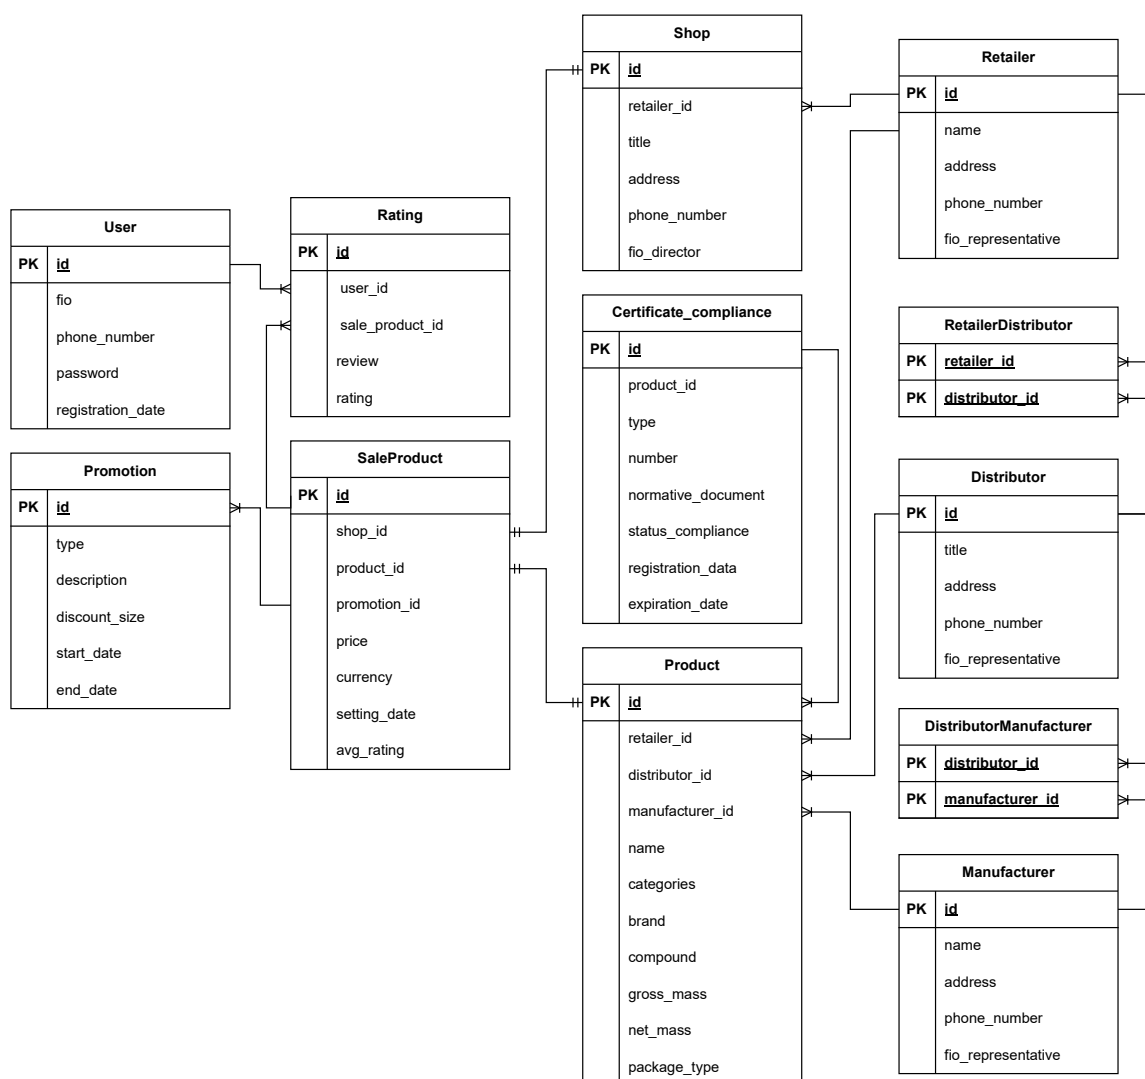 Shop
PK id
retailer_id
title
address
phone_number
fio_director
Retailer
PK id
name
address
phone_number
fio_representative
User
PK id
fio
phone_number
password
registration_date
Rating
PK id
user_id
sale_product_id
review
rating
Certificate_compliance
PK id
product_id
type
number
normative_document
status_compliance
registration_data
expiration_date
RetailerDistributor
PK retailer_id
PK distributor_id
Promotion
PK id
type
description
discount_size
start_date
end_date
SaleProduct
PK id
shop_id
product_id
promotion_id
price
currency
setting_date
avg_rating
Distributor
PK id
title
address
phone_number
fio_representative
Product
PK id
retailer_id
distributor_id
manufacturer_id
name
categories
brand
compound
gross_mass
net_mass
package_type
DistributorManufacturer
PK distributor_id
PK manufacturer_id
Manufacturer
PK id
name
address
phone_number
fio_representative